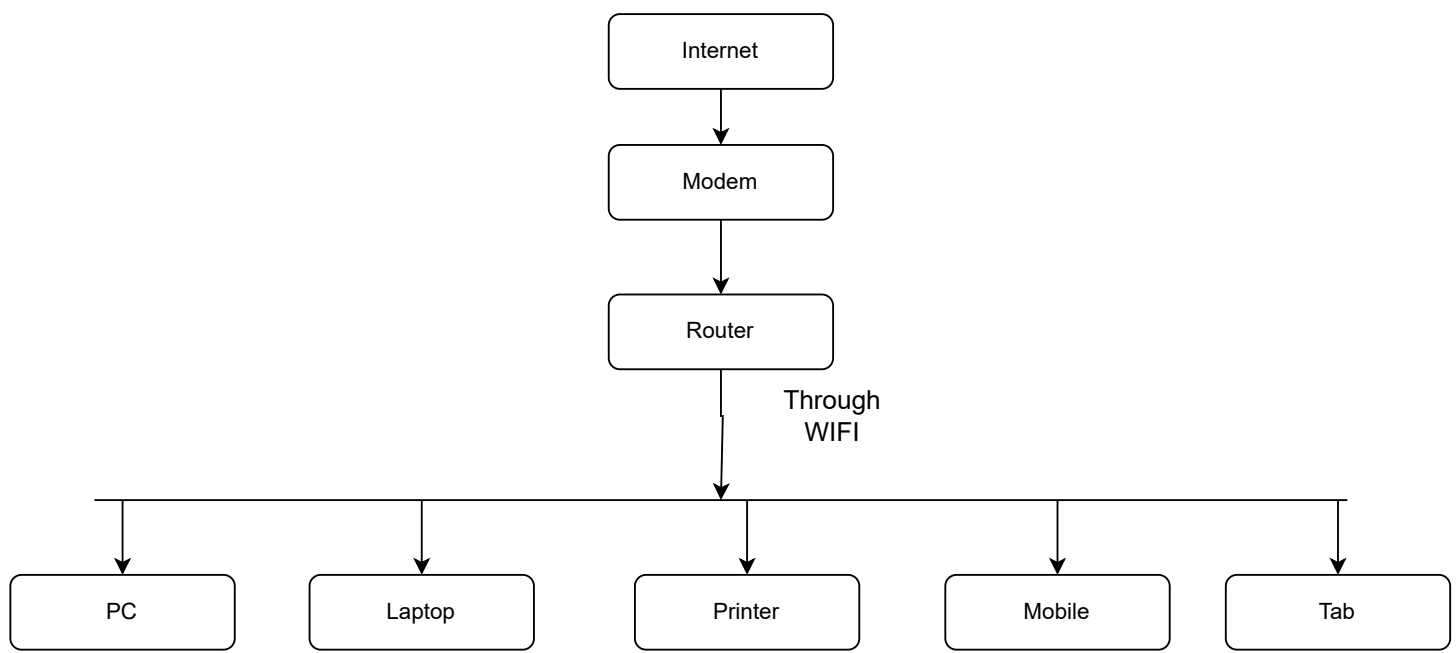 Internet
Modem
Router
Through
WIFI
PC
Laptop
Printer
Mobile
Tab